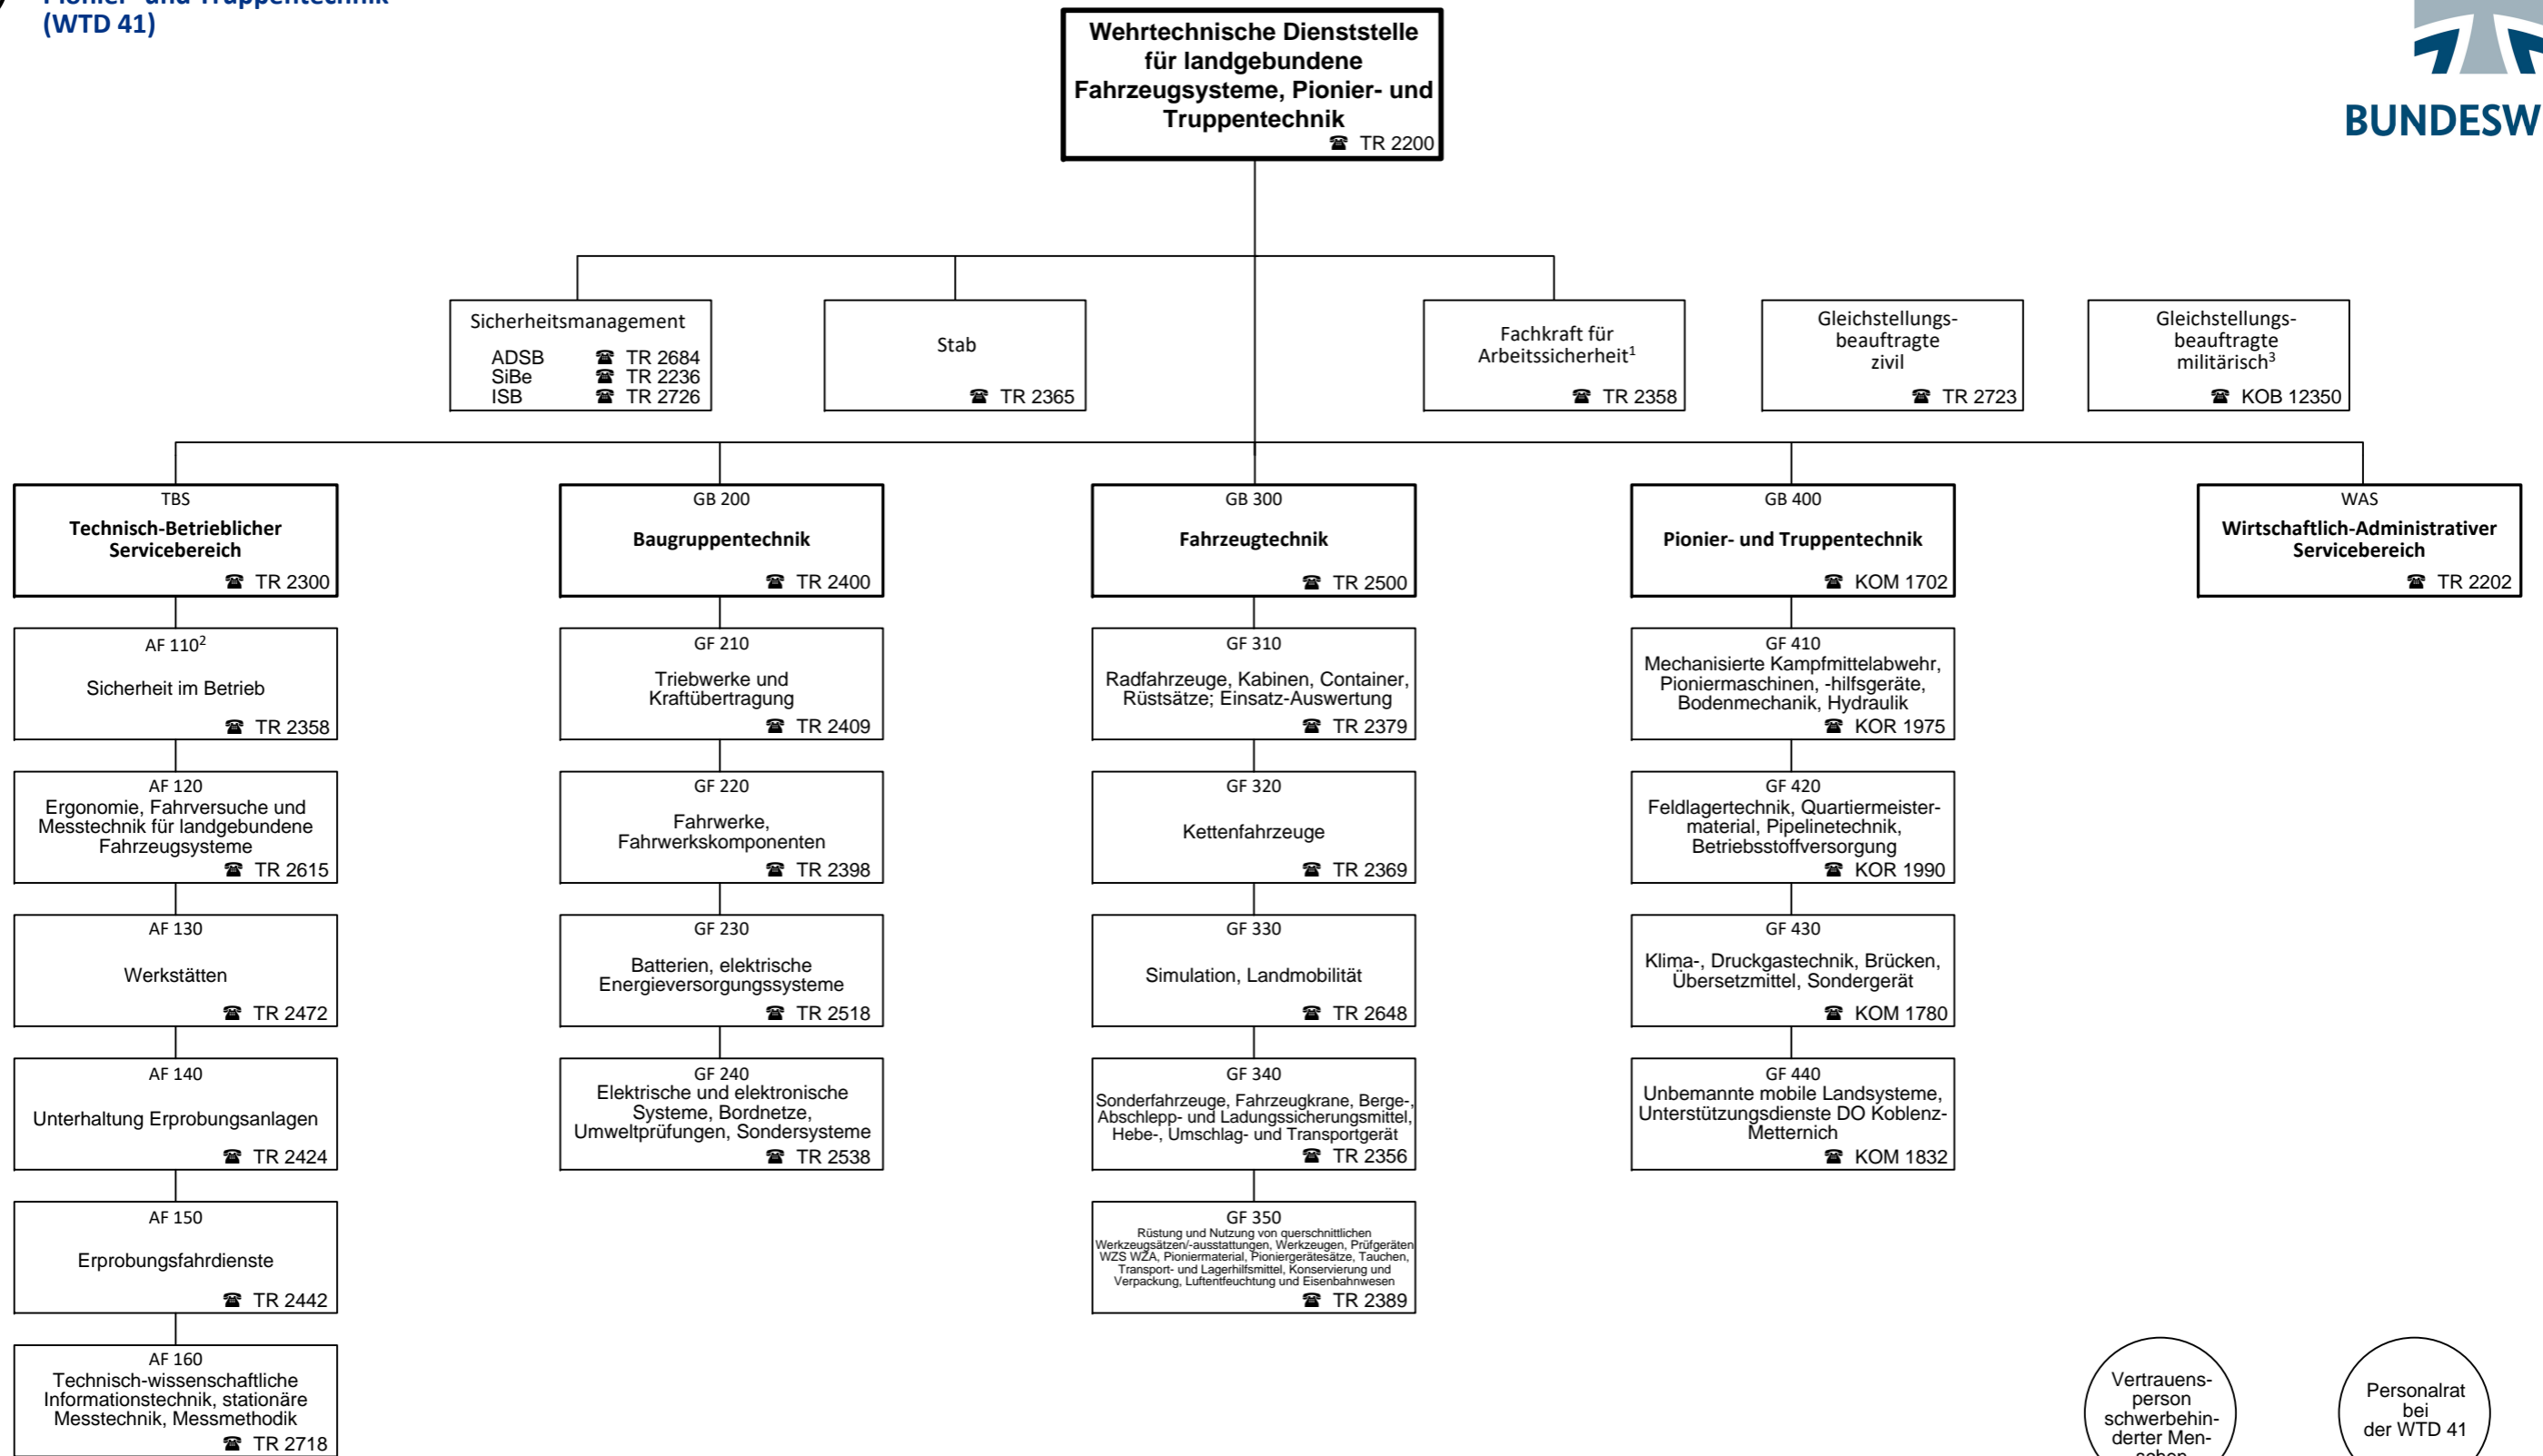 Pionier- und Truppentechnik
(WTD 41)
BUNDESW
Wehrtechnische Dienststelle
für landgebundene
Fahrzeugsysteme, Pionier- und
Truppentechnik
☎ TR 2200
Sicherheitsmanagement
ADSB ☎ TR 2684
SiBe ☎ TR 2236
ISB ☎ TR 2726
Stab
☎ TR 2365
Fachkraft für
Arbeitssicherheit¹
☎ TR 2358
Gleichstellungs-
beauftragte
zivil
☎ TR 2723
Gleichstellungs-
beauftragte
militärisch³
☎ KOB 12350
TBS
Technisch-Betrieblicher
Servicebereich
☎ TR 2300
AF 110²
Sicherheit im Betrieb
☎ TR 2358
AF 120
Ergonomie, Fahrversuche und
Messtechnik für landgebundene
Fahrzeugsysteme
☎ TR 2615
AF 130
Werkstätten
☎ TR 2472
AF 140
Unterhaltung Erprobungsanlagen
☎ TR 2424
AF 150
Erprobungsfahrdienste
☎ TR 2442
AF 160
Technisch-wissenschaftliche
Informationstechnik, stationäre
Messtechnik, Messmethodik
☎ TR 2718
GB 200
Baugruppentechnik
☎ TR 2400
GF 210
Triebwerke und
Kraftübertragung
☎ TR 2409
GF 220
Fahrwerke,
Fahrwerkskomponenten
☎ TR 2398
GF 230
Batterien, elektrische
Energieversorgungssysteme
☎ TR 2518
GF 240
Elektrische und elektronische
Systeme, Bordnetze,
Umweltprüfungen, Sondersysteme
☎ TR 2538
GB 300
Fahrzeugtechnik
☎ TR 2500
GF 310
Radfahrzeuge, Kabinen, Container,
Rüstsätze; Einsatz-Auswertung
☎ TR 2379
GF 320
Kettenfahrzeuge
☎ TR 2369
GF 330
Simulation, Landmobilität
☎ TR 2648
GF 340
Sonderfahrzeuge, Fahrzeugkrane, Berge-,
Abschlepp- und Ladungssicherungsmittel,
Hebe-, Umschlag- und Transportgerät
☎ TR 2356
GF 350
Rüstung und Nutzung von querschnittlichen
Werkzeugsätzen/-ausstattungen, Werkzeugen, Prüfgeräten
WZS WZA, Pioniermaterial, Pioniergerätesätze, Tauchen,
Transport- und Lagerhilfsmittel, Konservierung und
Verpackung, Luftentfeuchtung und Eisenbahnwesen
☎ TR 2389
GB 400
Pionier- und Truppentechnik
☎ KOM 1702
GF 410
Mechanisierte Kampfmittelabwehr,
Pioniermaschinen, -hilfsgeräte,
Bodenmechanik, Hydraulik
☎ KOR 1975
GF 420
Feldlagertechnik, Quartiermeister-
material, Pipelinetechnik,
Betriebsstoffversorgung
☎ KOR 1990
GF 430
Klima-, Druckgastechnik, Brücken,
Übersetzmittel, Sondergerät
☎ KOM 1780
GF 440
Unbemannte mobile Landsysteme,
Unterstützungsdienste DO Koblenz-
Metternich
☎ KOM 1832
WAS
Wirtschaftlich-Administrativer
Servicebereich
☎ TR 2202
Vertrauens-
person
schwerbehin-
derter Men-
schen
Personalrat
bei
der WTD 41